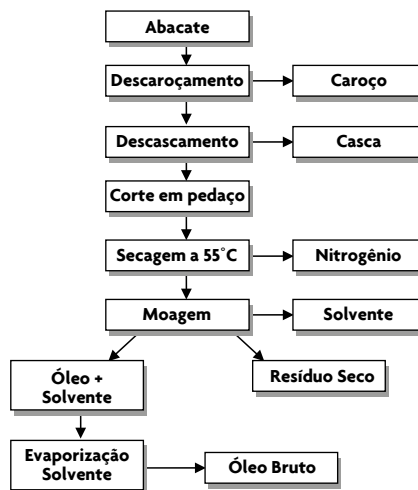 Abacate
Descaroçamento
Caroço
Descascamento
Casca
Corte em pedaço
Secagem a 55°C
Nitrogênio
Moagem
Solvente
Óleo +
Solvente
Resíduo Seco
Evaporização
Solvente
Óleo Bruto